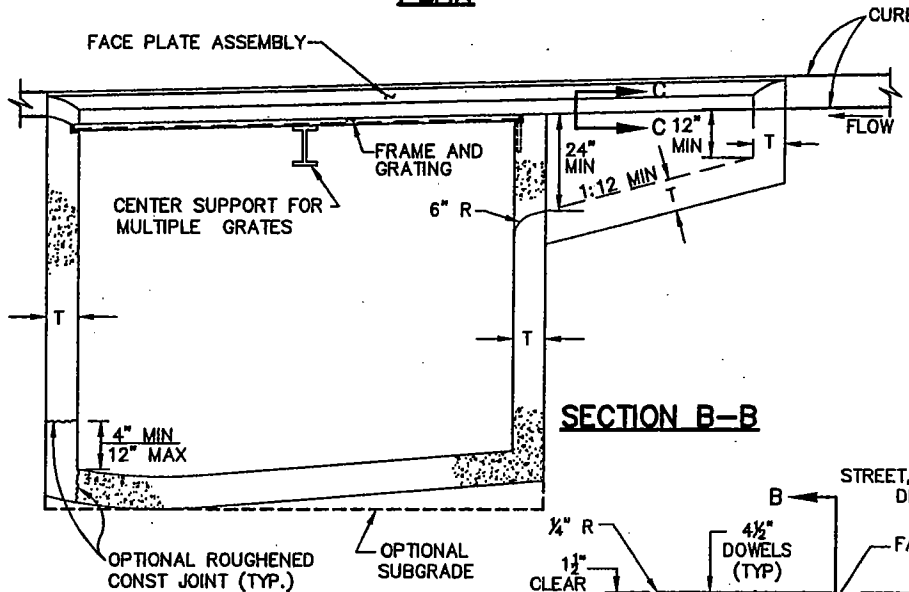 FACE PLATE ASSEMBLY
C
FLOW
C
12"
MIN
T
24"
MIN
FRAME AND
GRATING
1:12 MIN
T
CENTER SUPPORT FOR
MULTIPLE GRATES
6" R
T
T
SECTION B-B
4" MIN
12" MAX
B
¼" R
4½"
DOWELS
(TYP)
1½"
CLEAR
OPTIONAL ROUGHENED
CONST JOINT (TYP.)
OPTIONAL
SUBGRADE